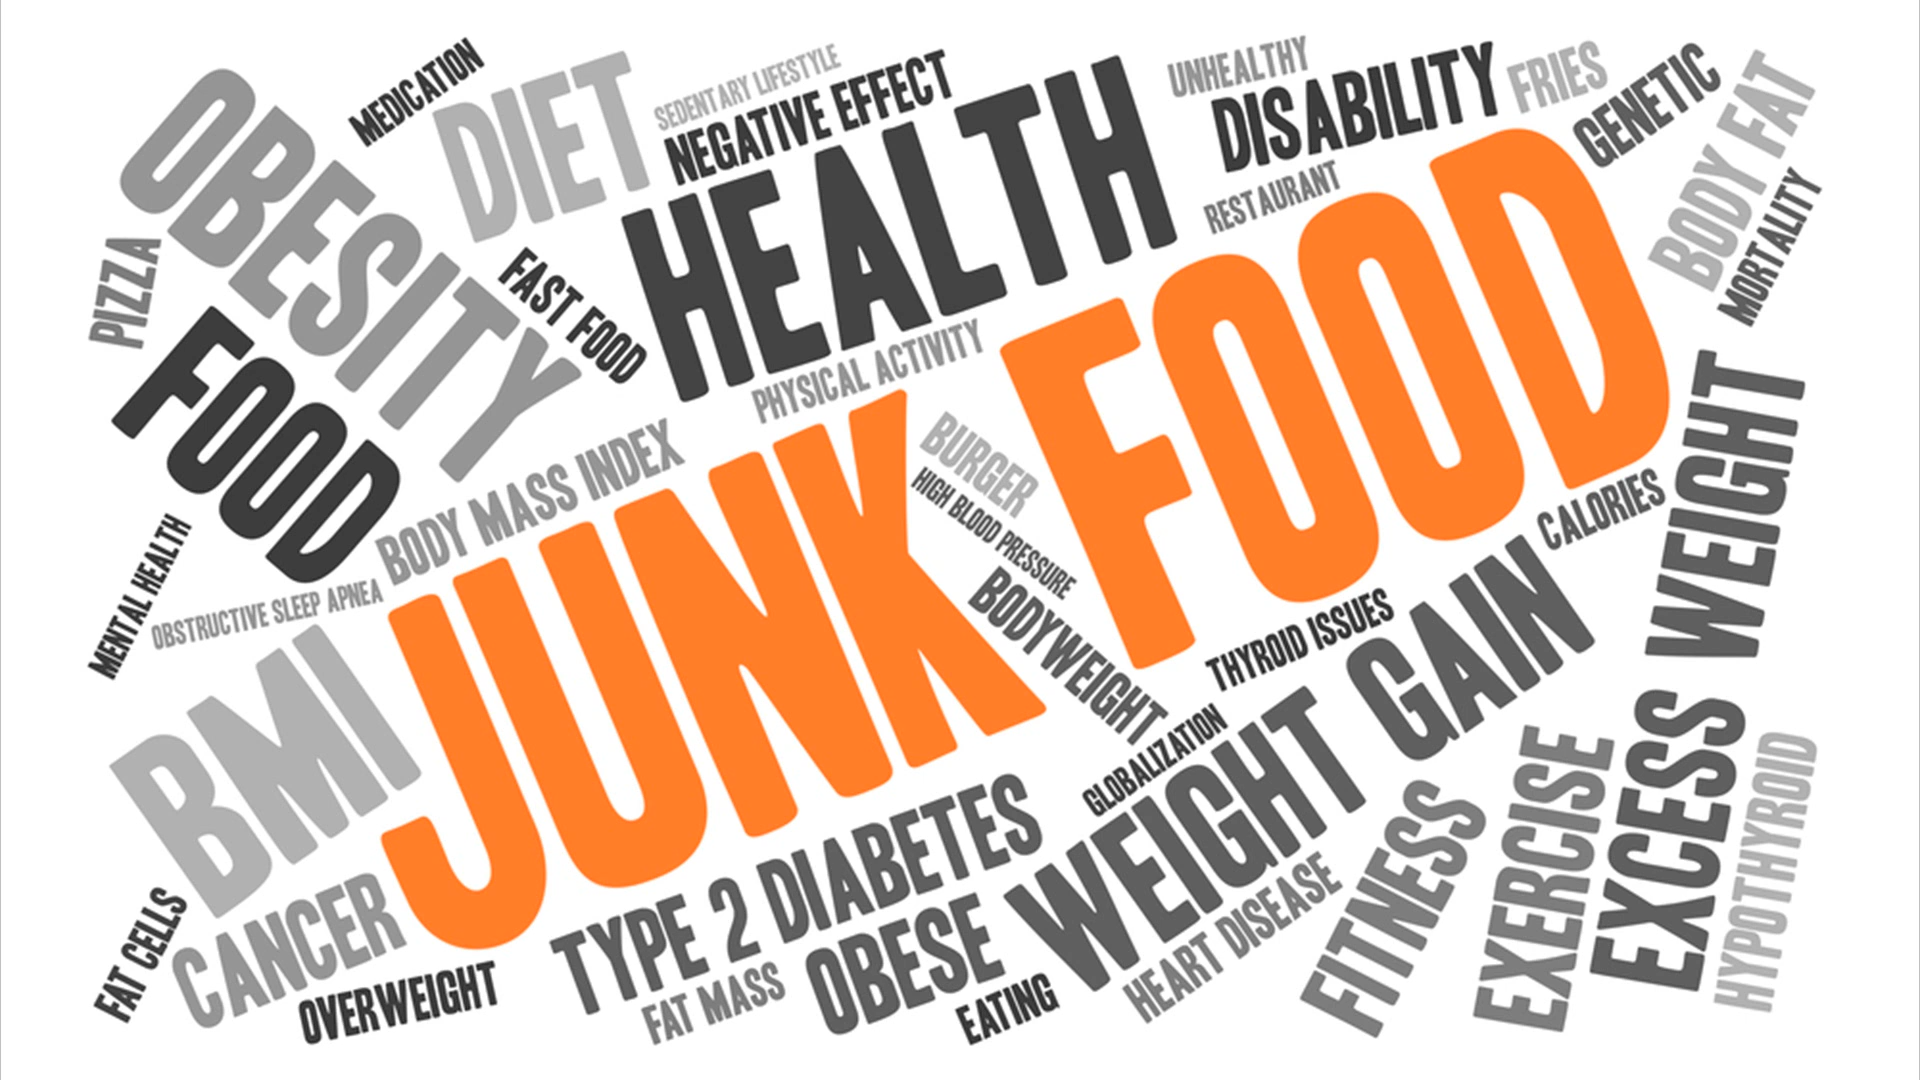 MEDICATION
DIET
SEDENTARY LIFESTYLE
NEGATIVE EFFECT
HEALTH
UNHEALTHY
DISABILITY
FRIES
GENETIC
BODY FAT
MORTALITY
RESTAURANT
OBESITY
PIZZA
FAST FOOD
FOOD
PHYSICAL ACTIVITY
BODY MASS INDEX
JUNK FOOD
BURGER
HIGH BLOOD PRESSURE
BODYWEIGHT
MENTAL HEALTH
OBSTRUCTIVE SLEEP APNEA
BMI
CALORIES
THYROID ISSUES
GLOBALIZATION
WEIGHT GAIN
EXCESS WEIGHT
HYPOTHYROID
EXERCISE
FITNESS
HEART DISEASE
TYPE 2 DIABETES
OBESE
EATING
FAT MASS
CANCER
FAT CELLS
OVERWEIGHT